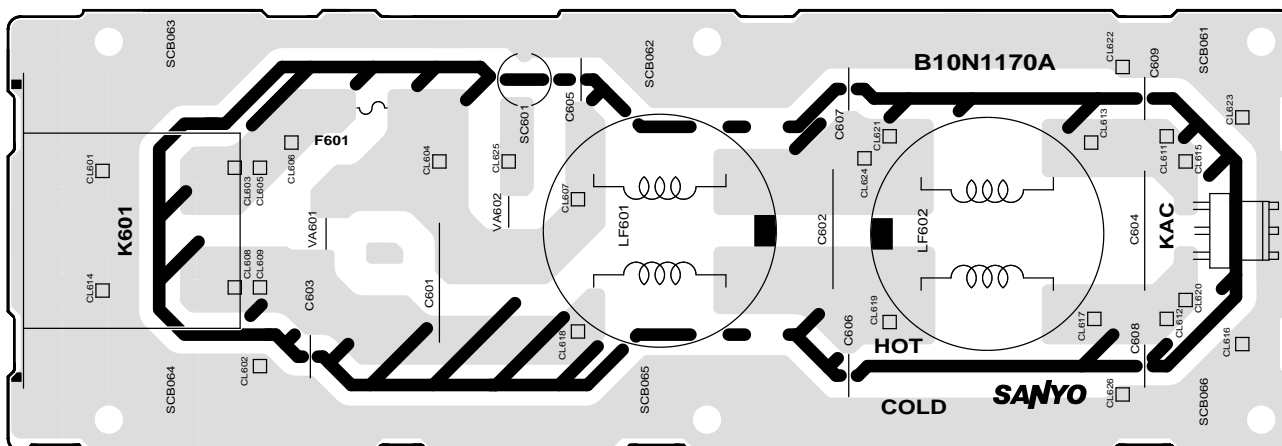 SCB063
SCB062
CL622
C609
SCB061
B10N1170A
SC601
C605
CL623
CL601
CL603
CL605
CL606
F601
CL604
CL625
C607
CL621
CL613
CL611
CL615
CL624
CL607
K601
VA601
VA602
LF601
C602
LF602
C604
KAC
CL614
CL608
CL609
C603
C601
CL618
CL619
C606
CL617
C608
CL612
CL620
CL616
HOT
CL602
SCB064
SCB065
COLD
SANYO
CL626
SCB066